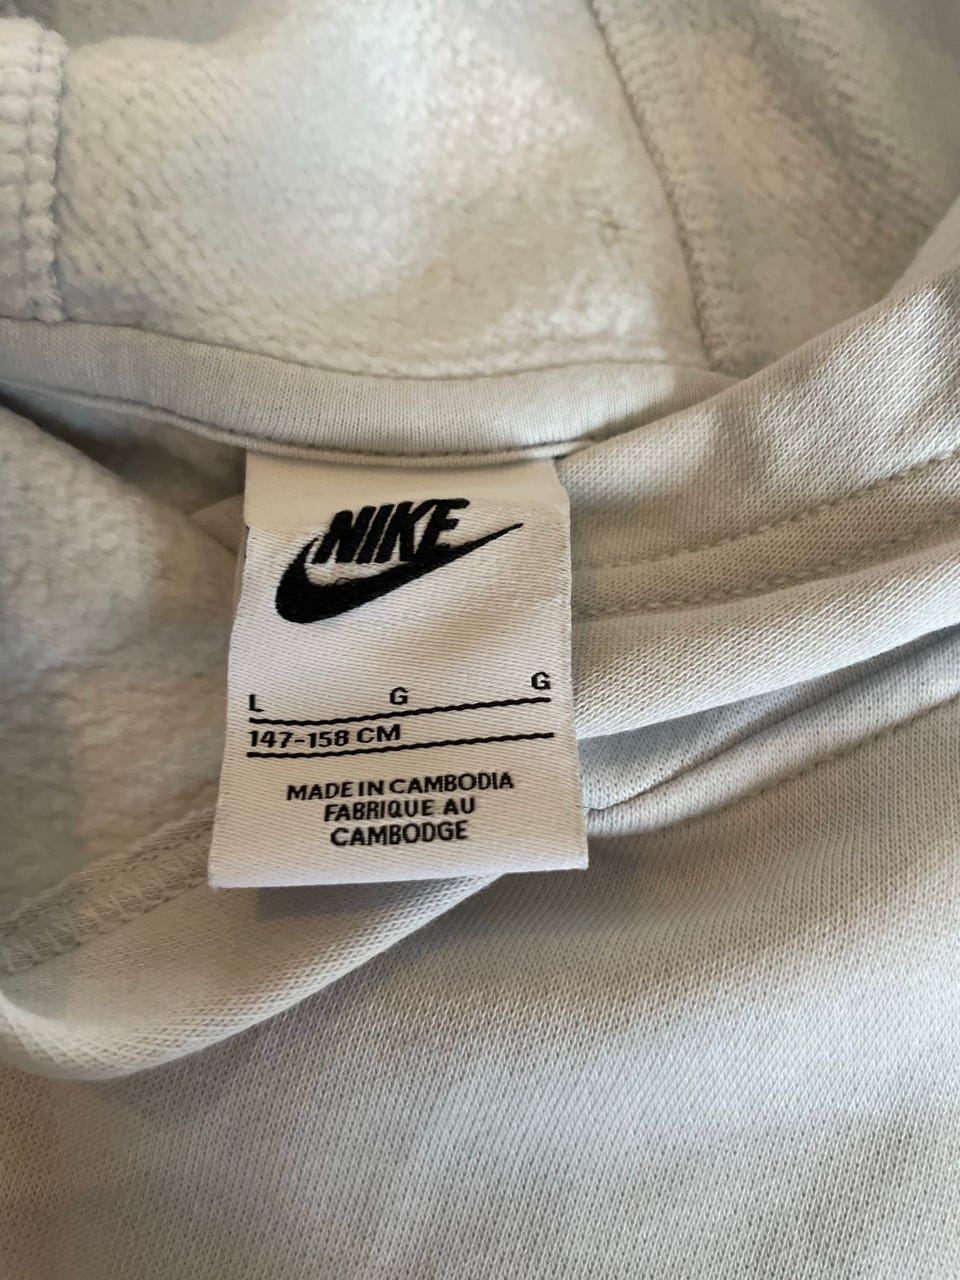 NIKE
L G G
147-158 CM
MADE IN CAMBODIA
FABRIQUE AU
CAMBODGE